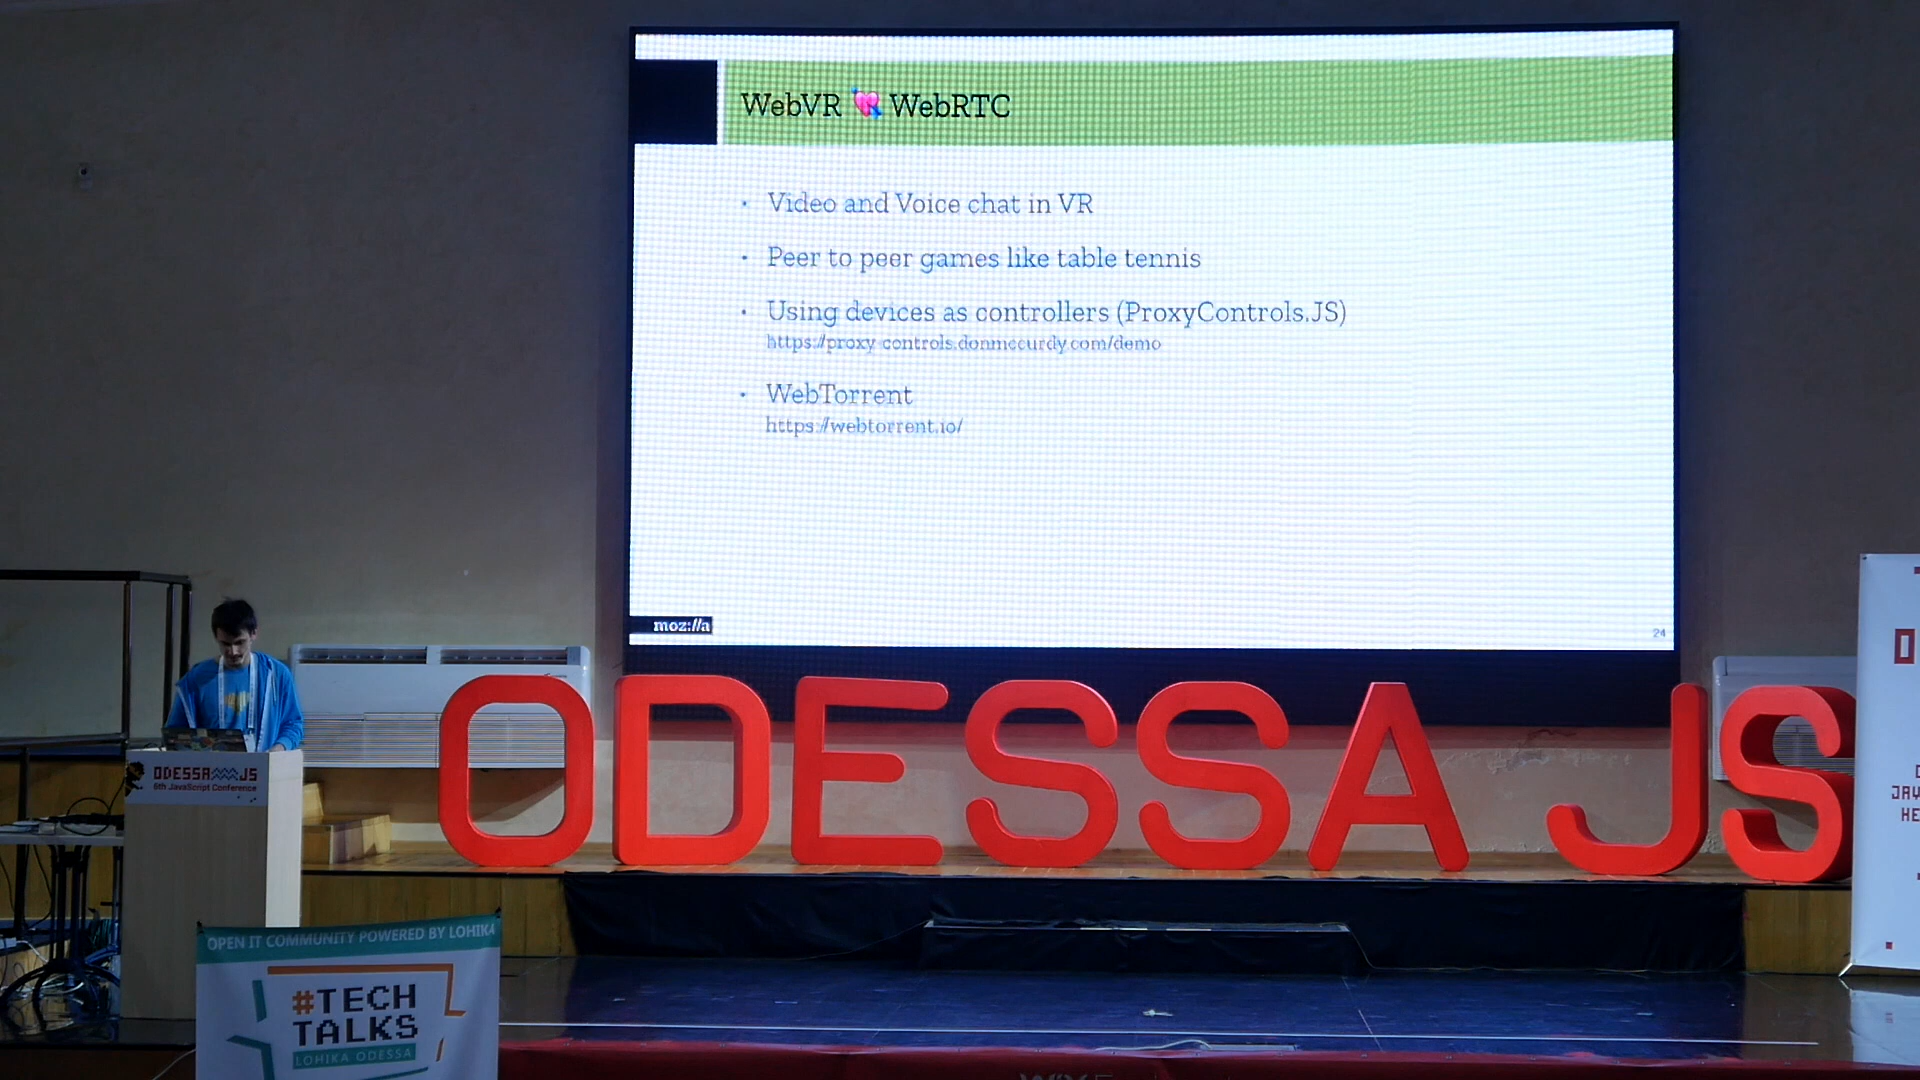 WebVR 💘 WebRTC
• Video and Voice chat in VR
• Peer to peer games like table tennis
• Using devices as controllers (ProxyControls.JS)
https://proxy-controls.donmccurdy.com/demo
• WebTorrent
https://webtorrent.io/
moz://a
24
ODESSA JS
ODESSA JS
6th JavaScript Conference
OPEN IT COMMUNITY POWERED BY LOHIKA
#TECH
TALKS
LOHIKA ODESSA